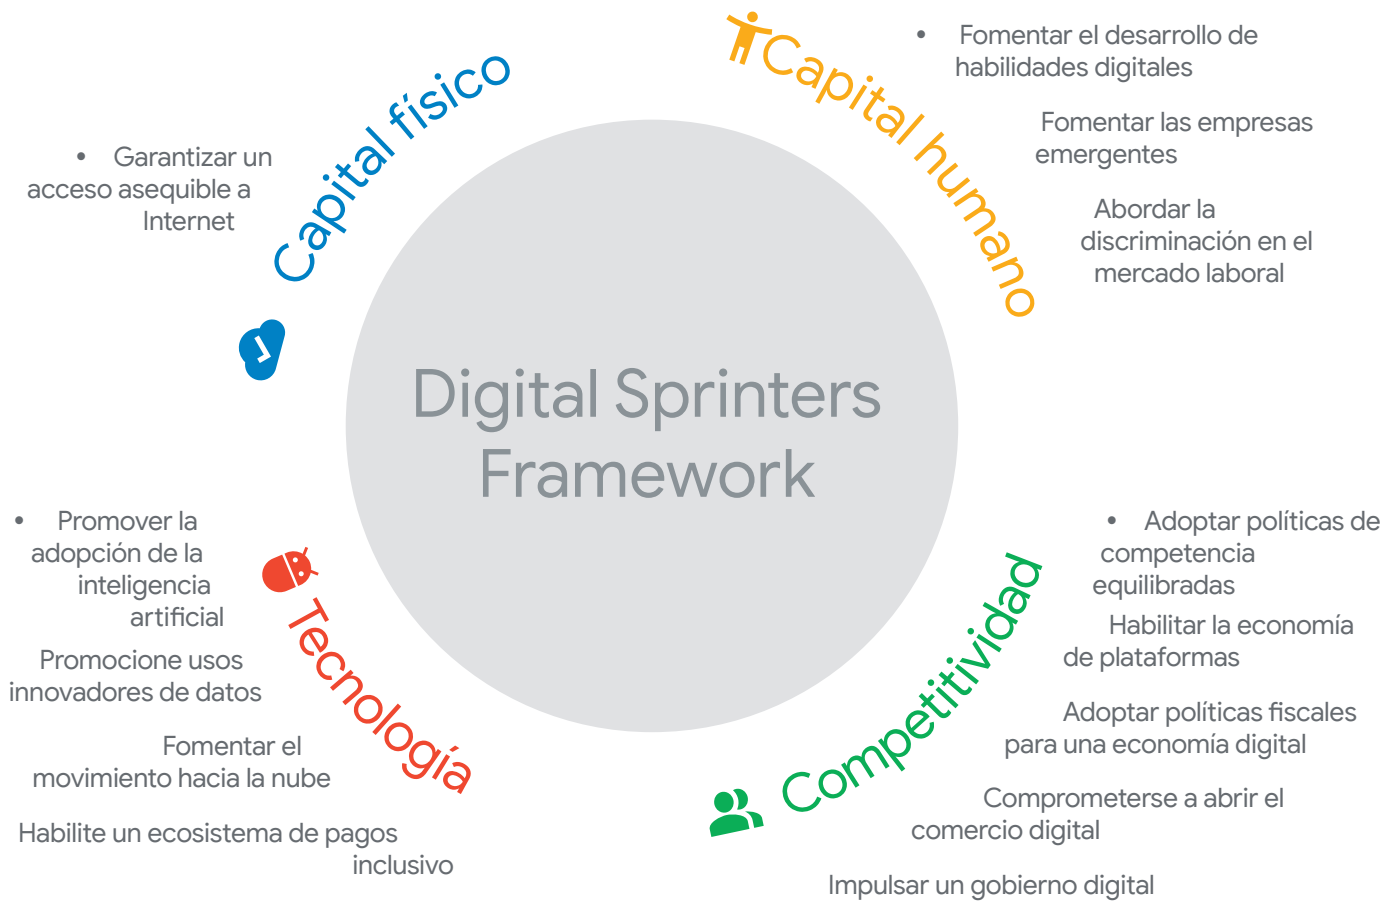 Capital físico
• Garantizar un
acceso asequible a
Internet
Capital humano
• Fomentar el desarrollo de
habilidades digitales
Fomentar las empresas
emergentes
Abordar la
discriminación en el
mercado laboral
Digital Sprinters
Framework
Tecnología
• Promover la
adopción de la
inteligencia
artificial
Promocione usos
innovadores de datos
Fomentar el
movimiento hacia la nube
Habilite un ecosistema de pagos
inclusivo
Competitividad
• Adoptar políticas de
competencia
equilibradas
Habilitar la economía
de plataformas
Adoptar políticas fiscales
para una economía digital
Comprometerse a abrir el
comercio digital
Impulsar un gobierno digital